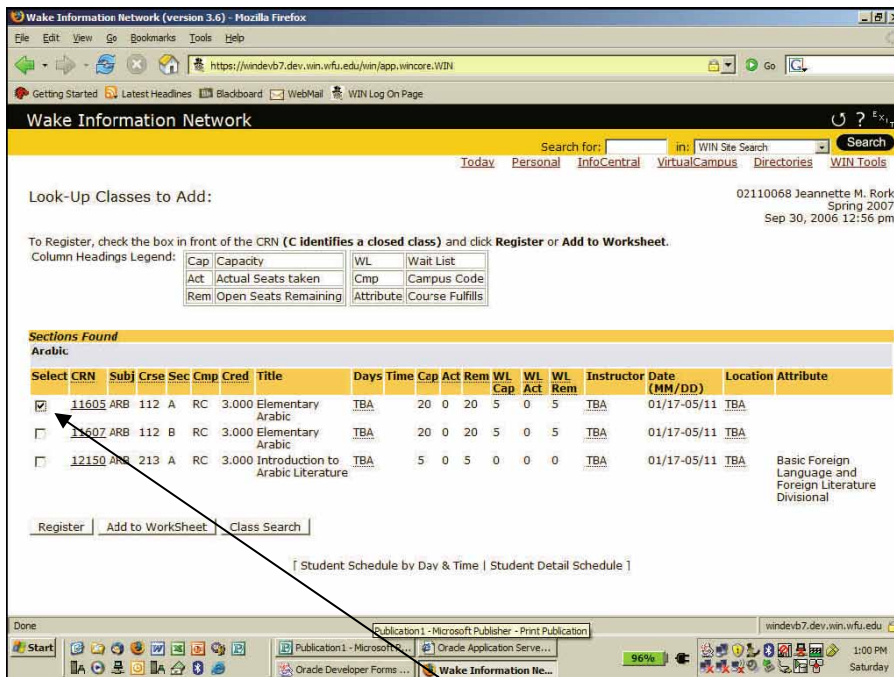 Wake Information Network (version 3.6) - Mozilla Firefox
File Edit View Go Bookmarks Tools Help
https://windevb7.dev.win.wfu.edu/win/app.wincore.WIN Go
Getting Started Latest Headlines Blackboard WebMail WIN Log On Page
Wake Information Network ? EXIT
Search for: in: WIN Site Search Search
Today Personal InfoCentral VirtualCampus Directories WIN Tools
Look-Up Classes to Add:
02110068 Jeannette M. Rork
Spring 2007
Sep 30, 2006 12:56 pm
To Register, check the box in front of the CRN (C identifies a closed class) and click Register or Add to Worksheet.
Column Headings Legend: Cap Capacity WL Wait List
Act Actual Seats taken Cmp Campus Code
Rem Open Seats Remaining Attribute Course Fulfills
Sections Found
Arabic
Select CRN Subj Crse Sec Cmp Cred Title Days Time Cap Act Rem WL Cap WL Act WL Rem Instructor Date (MM/DD) Location Attribute
11605 ARB 112 A RC 3.000 Elementary Arabic TBA 20 0 20 5 0 5 TBA 01/17-05/11 TBA
11607 ARB 112 B RC 3.000 Elementary Arabic TBA 20 0 20 5 0 5 TBA 01/17-05/11 TBA
12150 ARB 213 A RC 3.000 Introduction to Arabic Literature TBA 5 0 5 0 0 0 TBA 01/17-05/11 TBA Basic Foreign Language and Foreign Literature Divisional
Register Add to WorkSheet Class Search
[ Student Schedule by Day & Time | Student Detail Schedule ]
Done windevb7.dev.win.wfu.edu
Publication1 - Microsoft Publisher - Print Publication
Start Publication1 - Microsoft P... Oracle Application Serve... 1:00 PM
Oracle Developer Forms ... Wake Information Ne... 96% Saturday